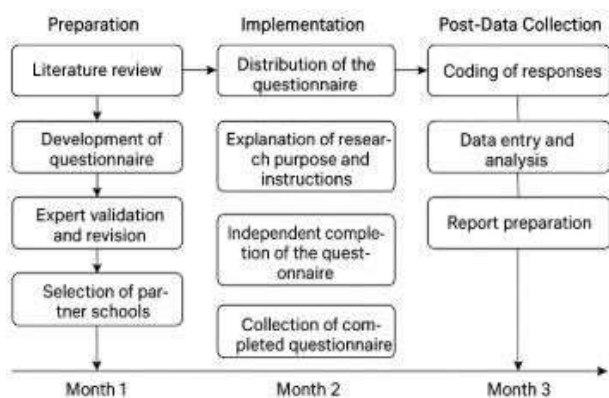 Preparation
Implementation
Post-Data Collection
Literature review
Distribution of the
questionnaire
Coding of responses
Development of
questionnaire
Explanation of resear-
ch purpose and
instructions
Data entry and
analysis
Expert validation
and revision
Independent comple-
tion of the quest-
onnaire
Report preparation
Selection of par-
tner schools
Collection of com-
pleted questionnaire
Month 1
Month 2
Month 3